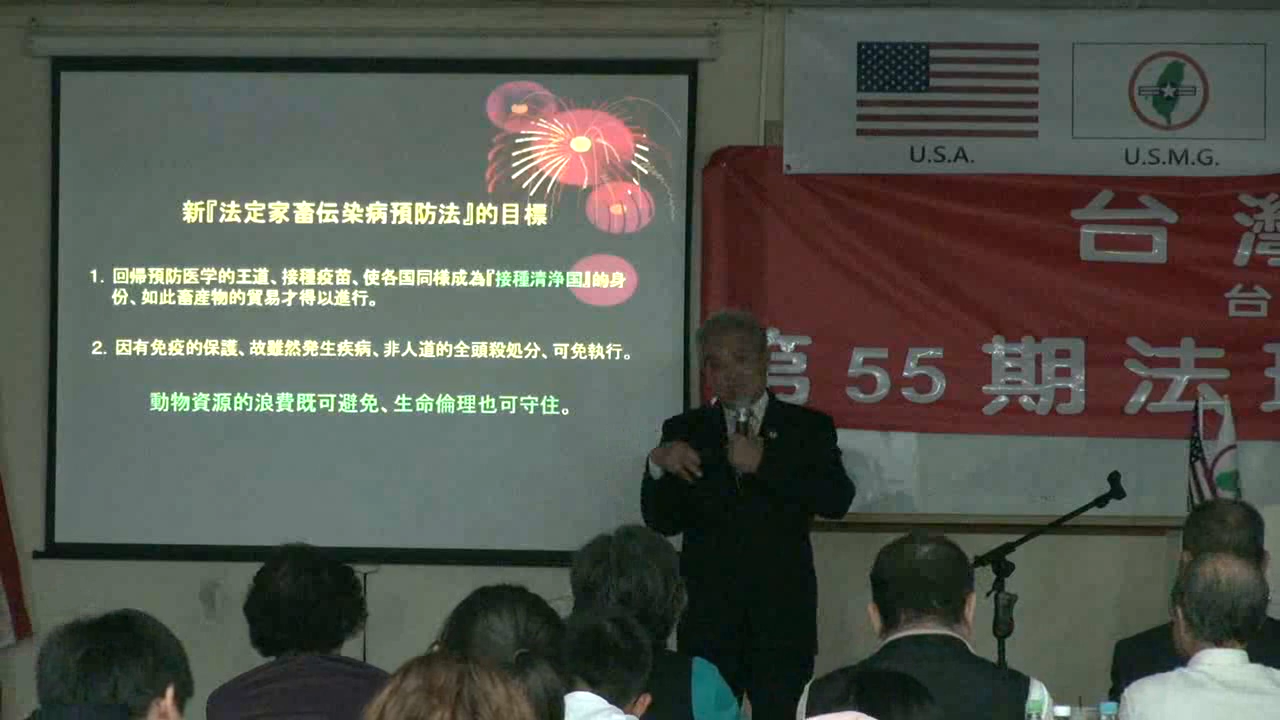 新『法定家畜伝染病預防法』的目標
1. 回帰預防医学的王道、接種疫苗、使各国同様成為『接種清浄国』的身
份、如此畜産物的貿易才得以進行。
2. 因有免疫的保護、故雖然発生疾病、非人道的全頭殺処分、可免執行。
動物資源的浪費既可避免、生命倫理也可守住。
U.S.A.
U.S.M.G.
台灣
台
第55期法理